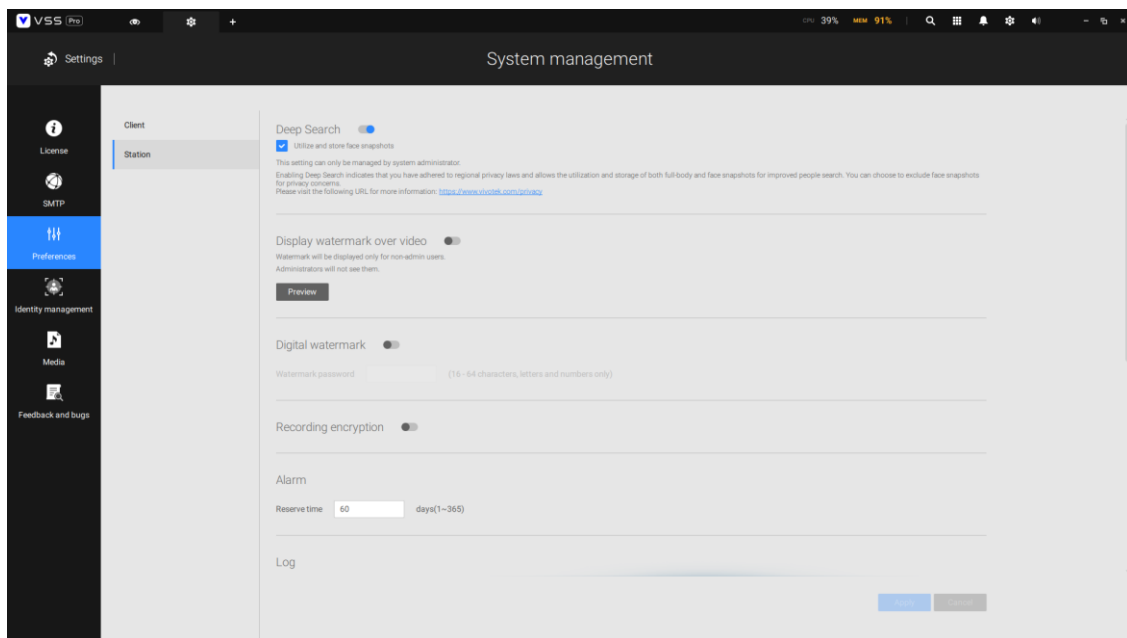 VSS Pro
CPU 39% MEM 91%
Settings
System management
License
SMTP
Preferences
Identity management
Media
Feedback and bugs
Client
Station
Deep Search
Utilize and store face snapshots
This setting can only be managed by system administrator.
Enabling Deep Search indicates that you have adhered to regional privacy laws and allows the utilization and storage of both full-body and face snapshots for improved people search. You can choose to exclude face snapshots
for privacy concerns.
Please visit the following URL for more information: https://www.vivotek.com/privacy
Display watermark over video
Watermark will be displayed only for non-admin users.
Administrators will not see them.
Preview
Digital watermark
Watermark password (16 - 64 characters, letters and numbers only)
Recording encryption
Alarm
Reserve time 60 days(1~365)
Log
Apply Cancel